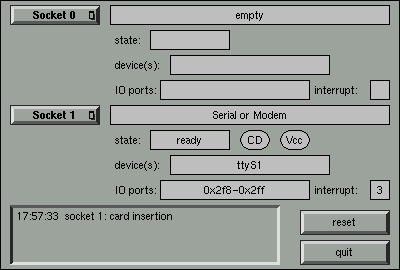 Socket 0 empty
state:
device(s):
IO ports: interrupt:
Socket 1 Serial or Modem
state: ready CD Vcc
device(s): ttyS1
IO ports: 0x2f8-0x2ff interrupt: 3
17:57:33 socket 1: card insertion
reset
quit